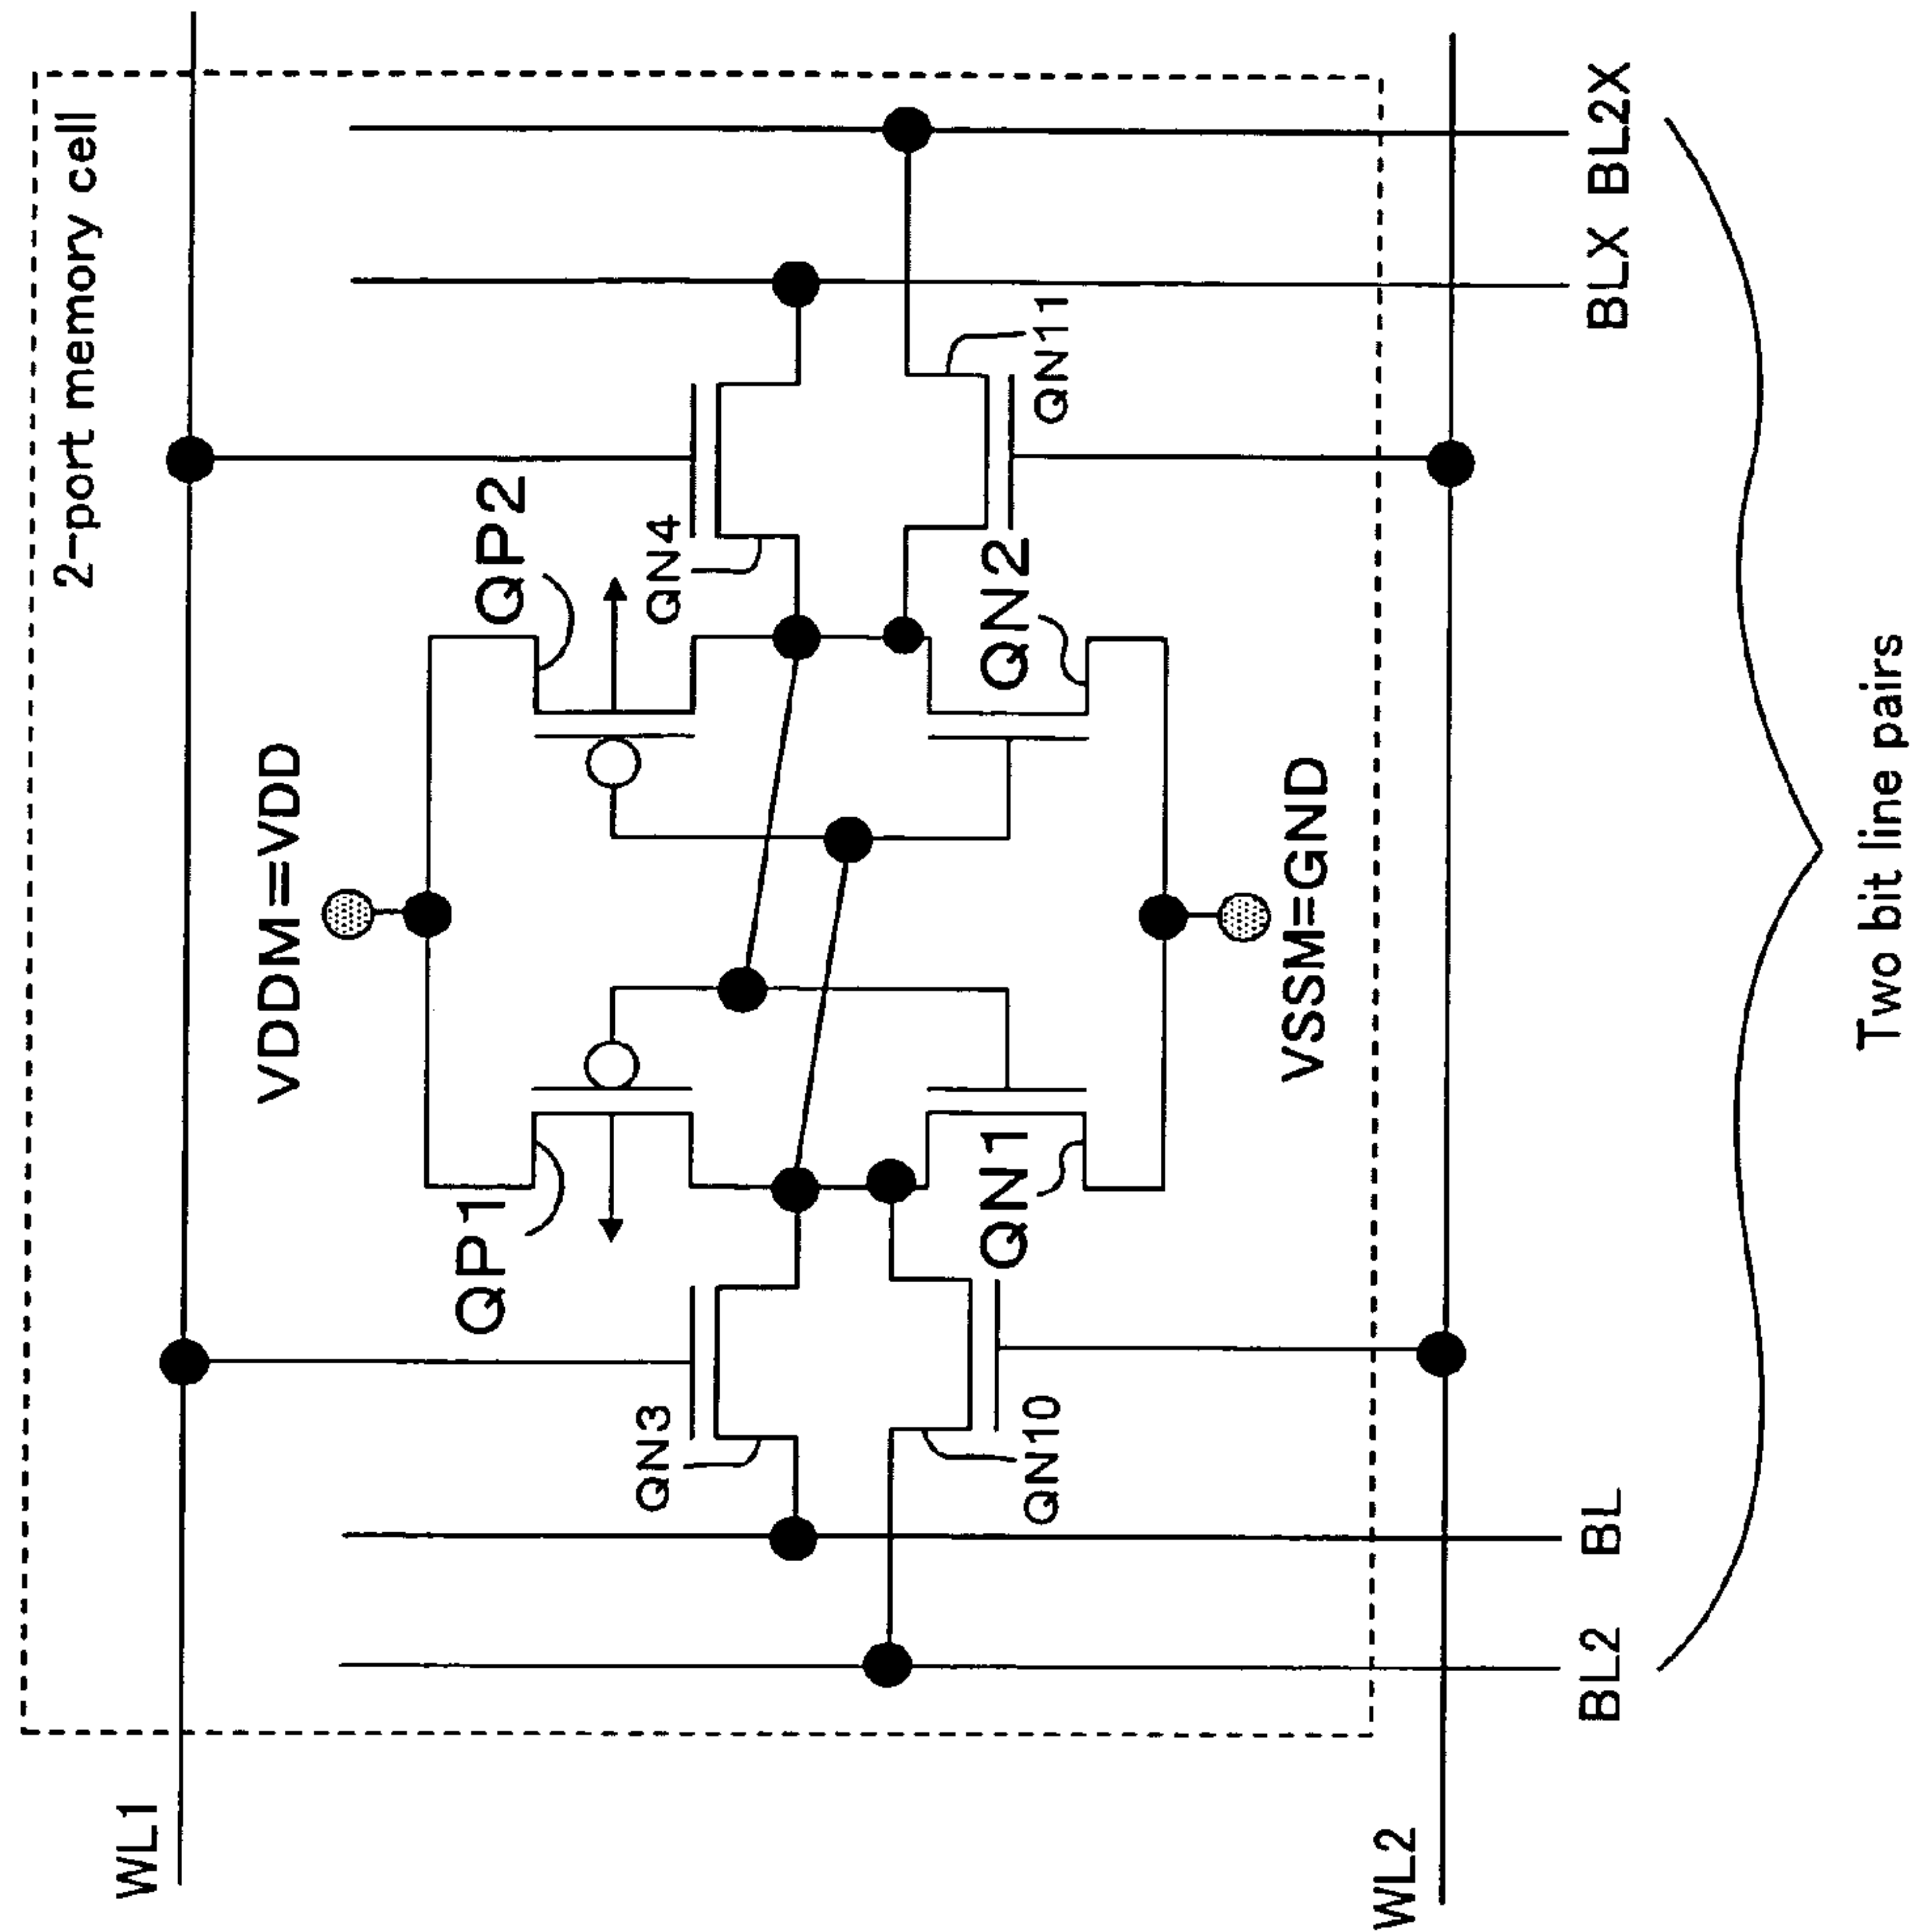 2-port memory cell
WL1
VDDM=VDD
QP1
QP2
QN3
QN4
QN1
QN2
QN10
QN11
VSSM=GND
WL2
BL2
BL
BLX
BL2X
Two bit line pairs